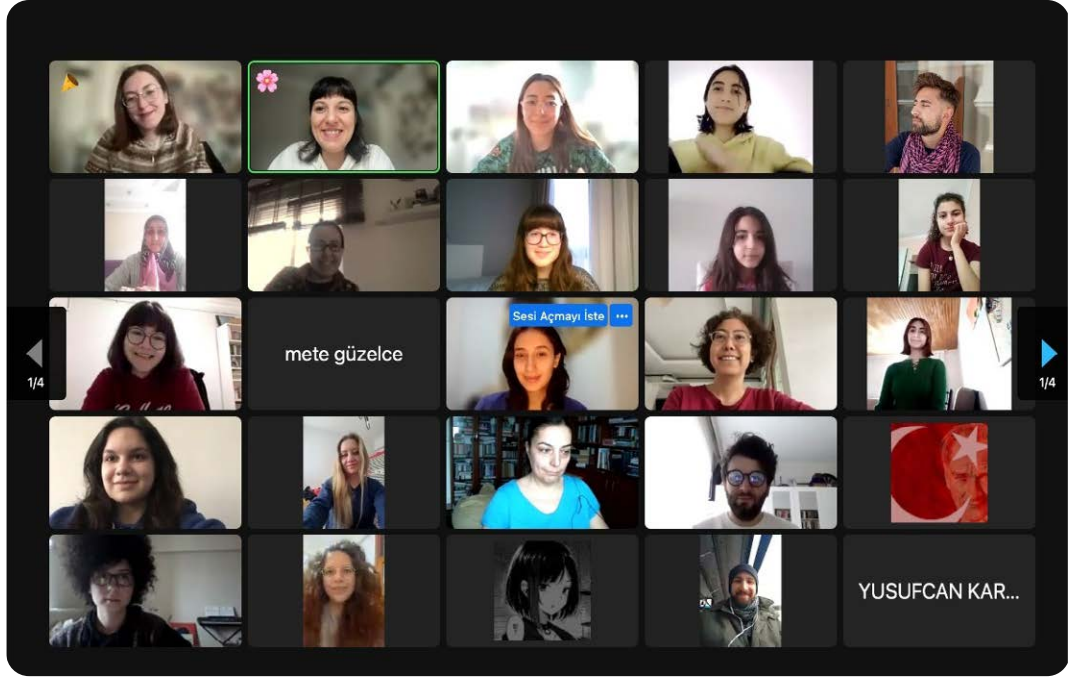 Sesi Açmayı İste
mete güzelce
1/4
1/4
YUSUFCAN KAR...